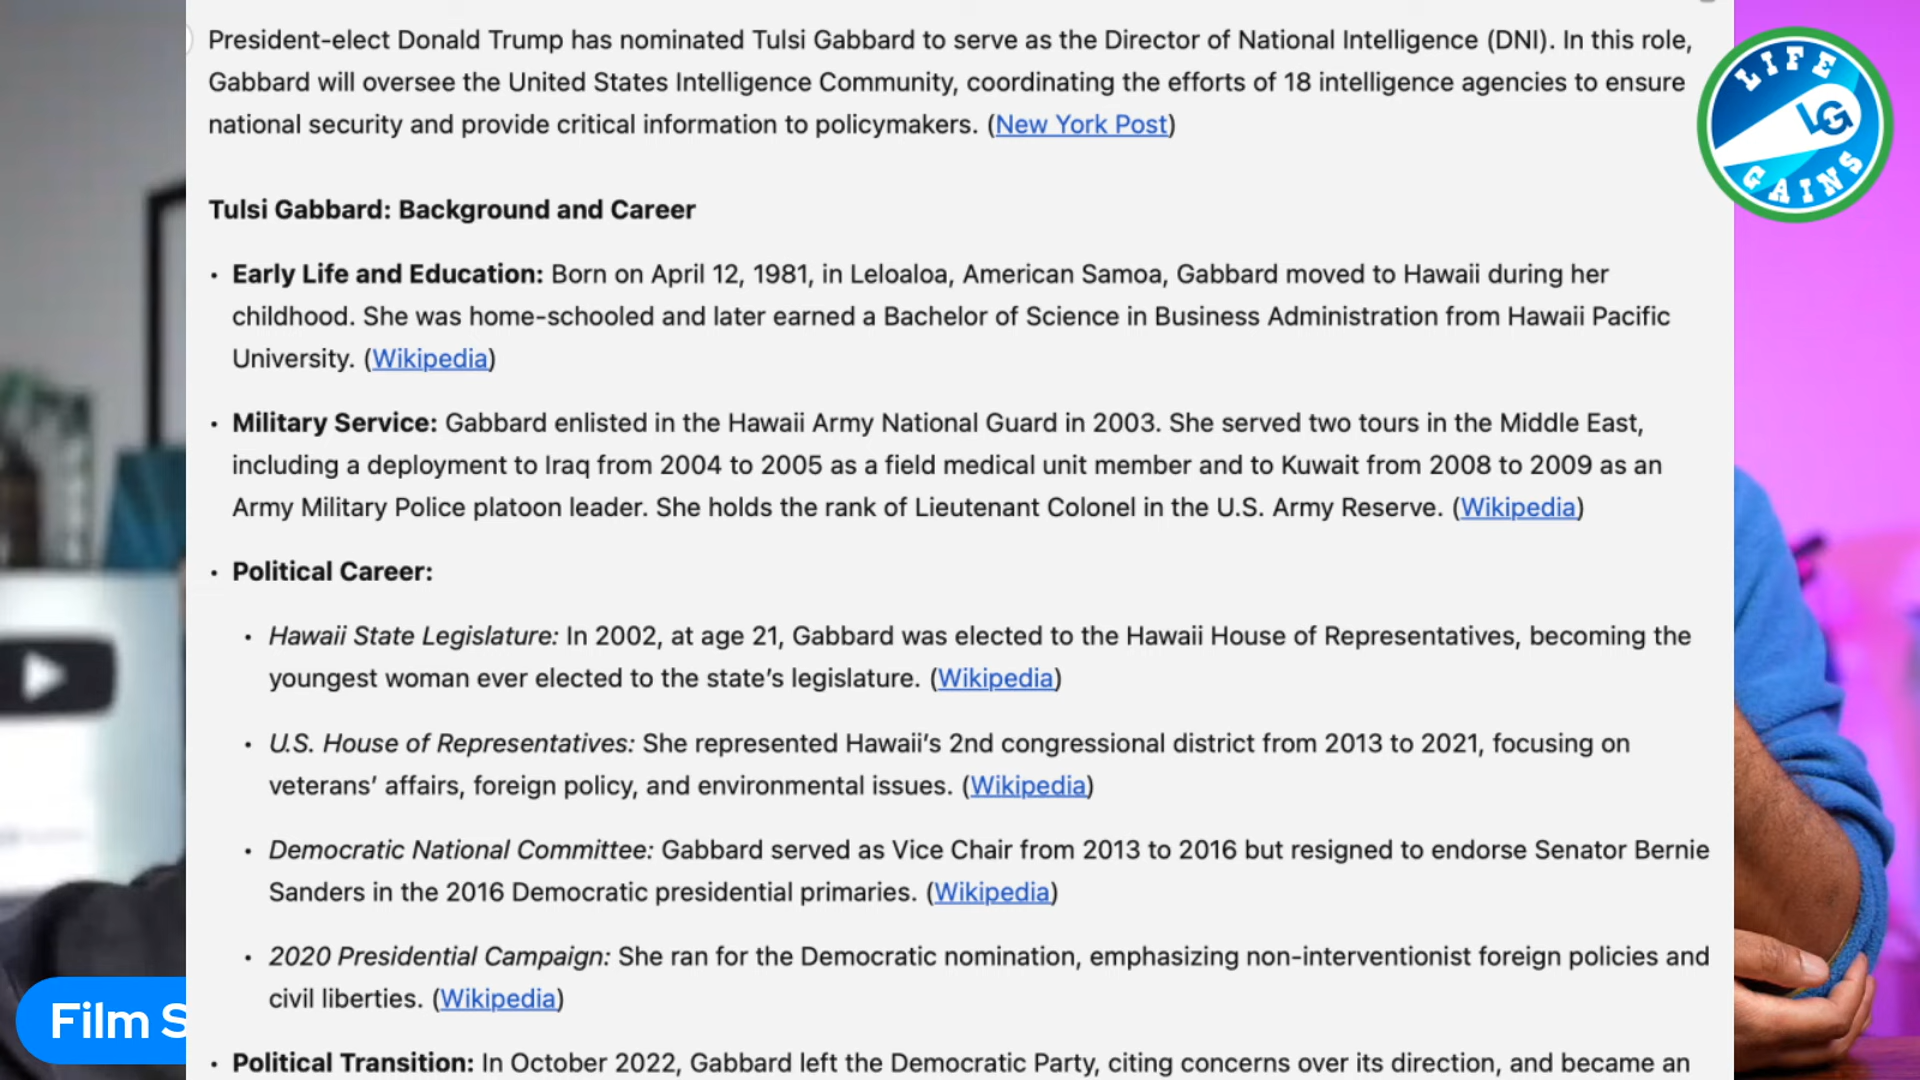 President-elect Donald Trump has nominated Tulsi Gabbard to serve as the Director of National Intelligence (DNI). In this role,
Gabbard will oversee the United States Intelligence Community, coordinating the efforts of 18 intelligence agencies to ensure
national security and provide critical information to policymakers. (New York Post)
LIFE
LG
GAINS
Tulsi Gabbard: Background and Career
• Early Life and Education: Born on April 12, 1981, in Leloaloa, American Samoa, Gabbard moved to Hawaii during her
childhood. She was home-schooled and later earned a Bachelor of Science in Business Administration from Hawaii Pacific
University. (Wikipedia)
• Military Service: Gabbard enlisted in the Hawaii Army National Guard in 2003. She served two tours in the Middle East,
including a deployment to Iraq from 2004 to 2005 as a field medical unit member and to Kuwait from 2008 to 2009 as an
Army Military Police platoon leader. She holds the rank of Lieutenant Colonel in the U.S. Army Reserve. (Wikipedia)
• Political Career:
• Hawaii State Legislature: In 2002, at age 21, Gabbard was elected to the Hawaii House of Representatives, becoming the
youngest woman ever elected to the state’s legislature. (Wikipedia)
• U.S. House of Representatives: She represented Hawaii’s 2nd congressional district from 2013 to 2021, focusing on
veterans’ affairs, foreign policy, and environmental issues. (Wikipedia)
• Democratic National Committee: Gabbard served as Vice Chair from 2013 to 2016 but resigned to endorse Senator Bernie
Sanders in the 2016 Democratic presidential primaries. (Wikipedia)
• 2020 Presidential Campaign: She ran for the Democratic nomination, emphasizing non-interventionist foreign policies and
civil liberties. (Wikipedia)
Film S
• Political Transition: In October 2022, Gabbard left the Democratic Party, citing concerns over its direction, and became an